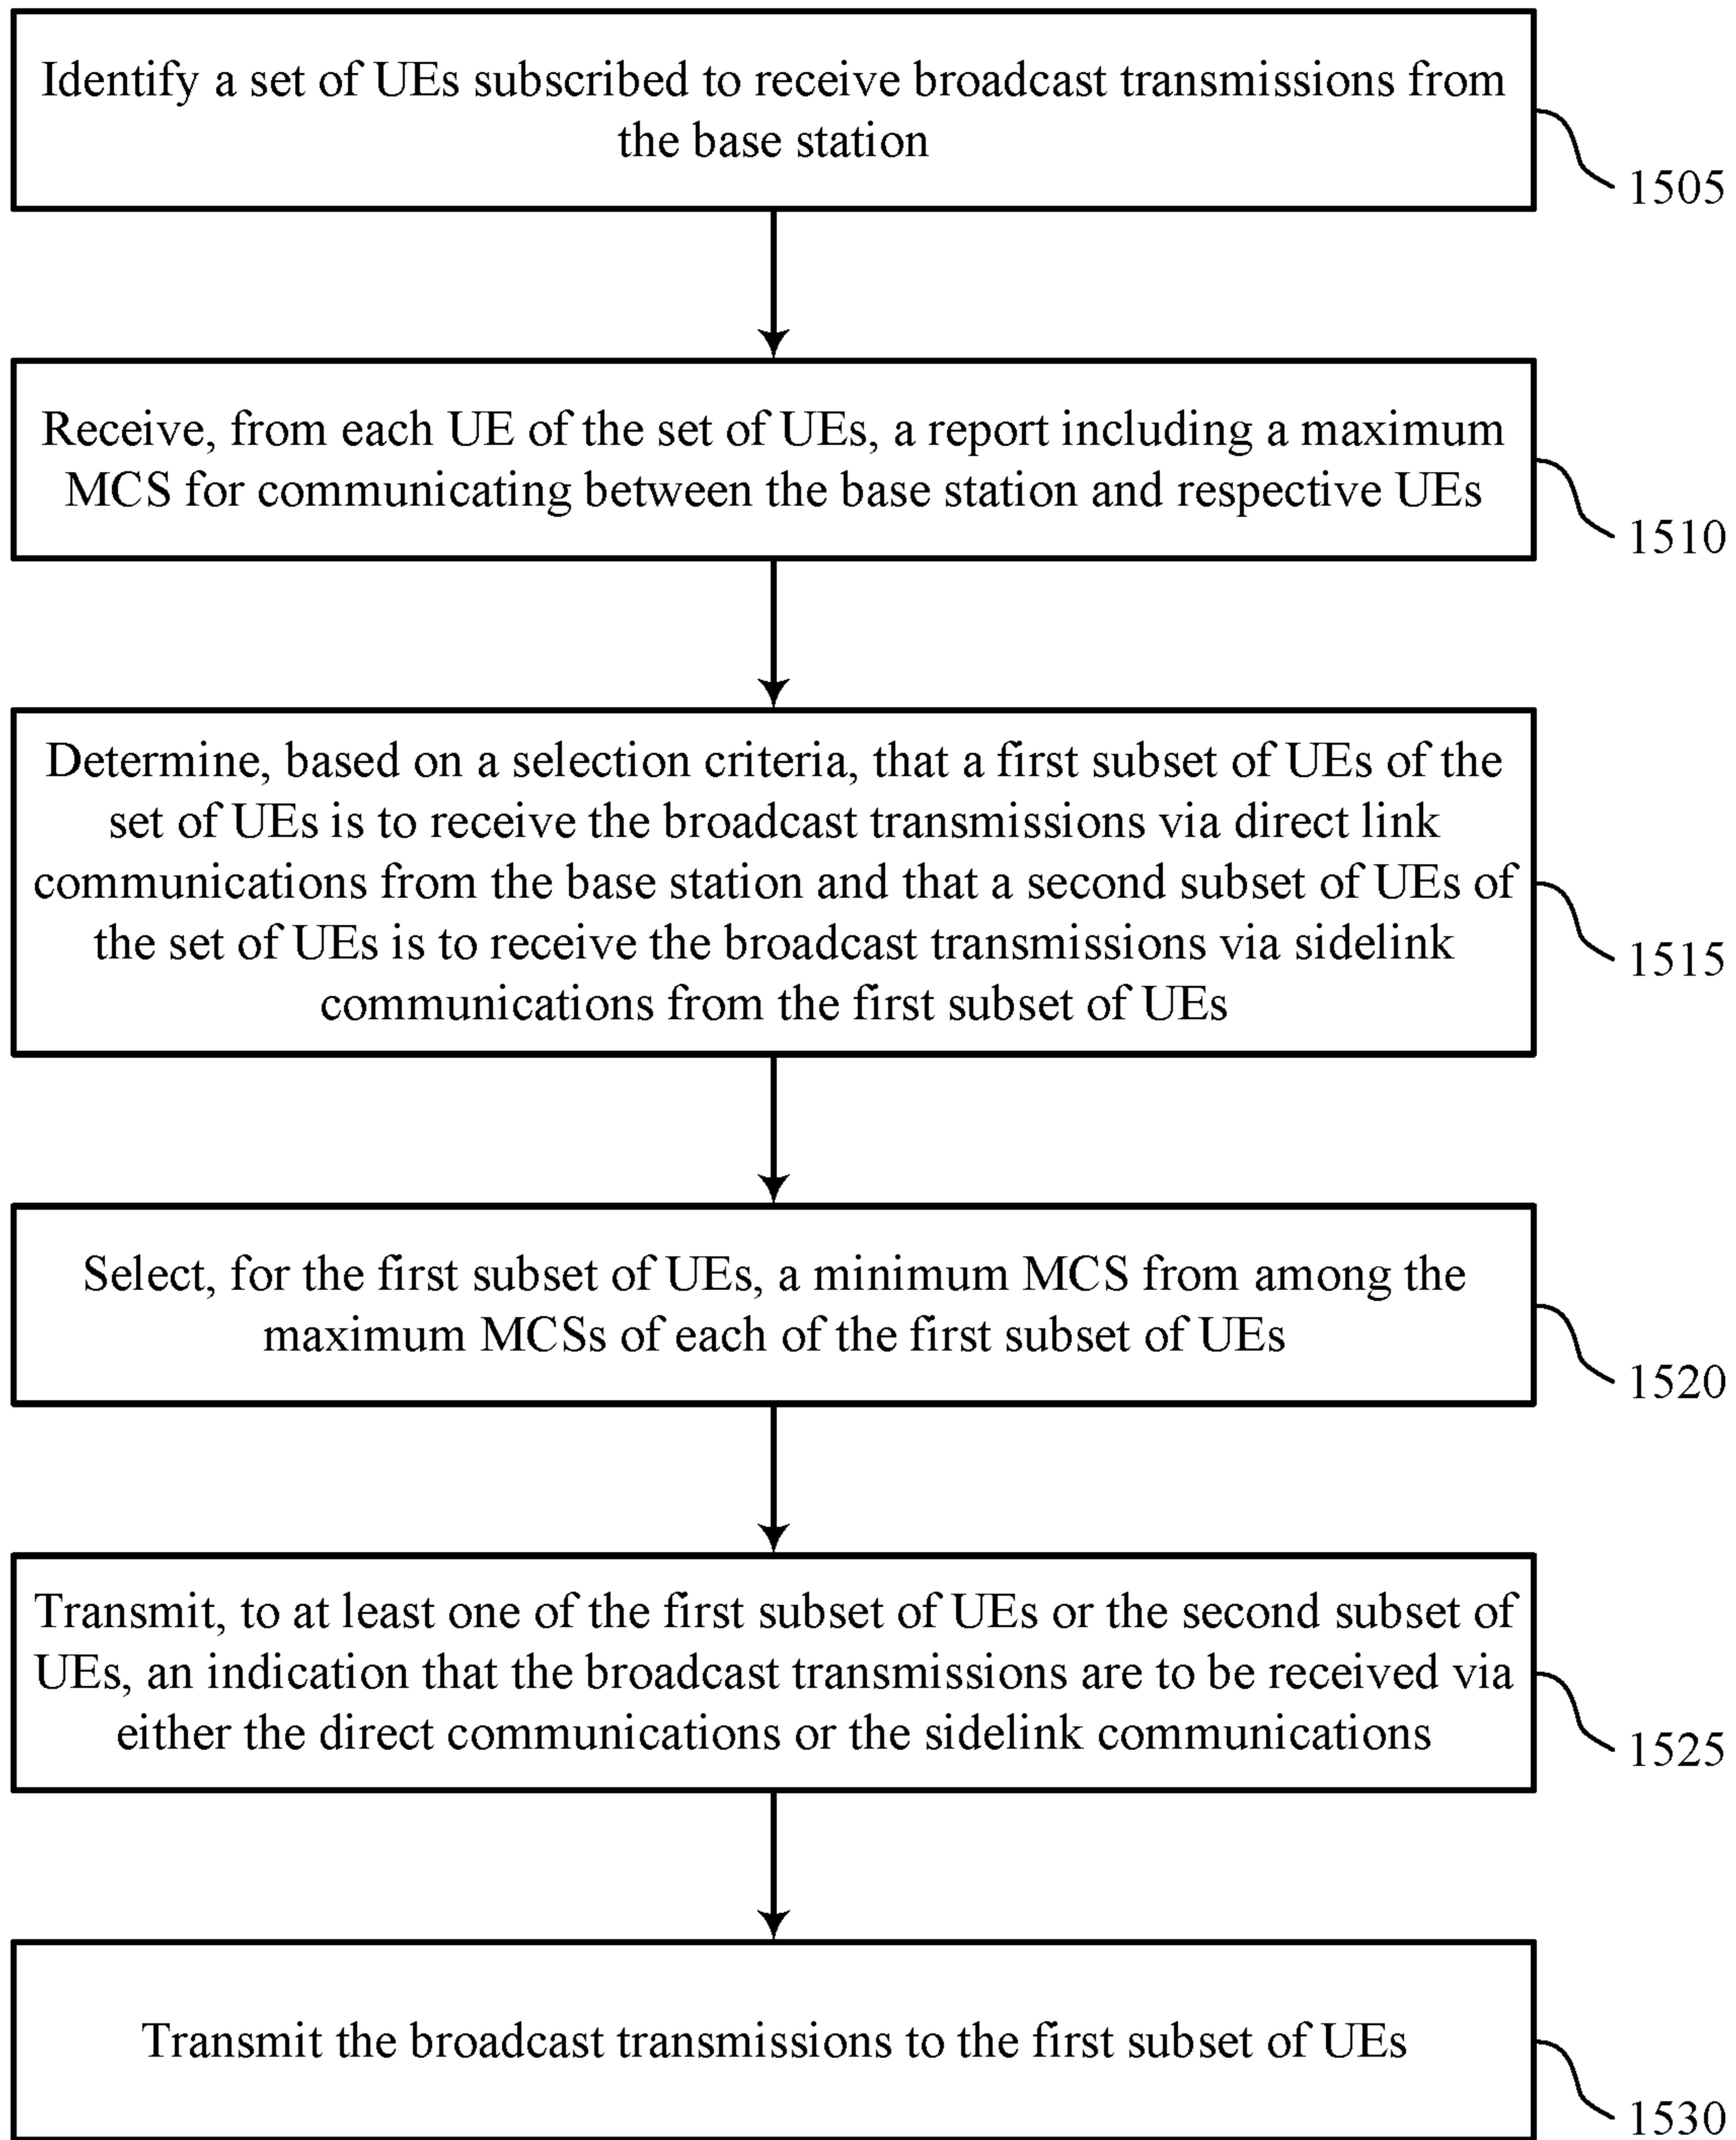 Identify a set of UEs subscribed to receive broadcast transmissions from
the base station
1505
Receive, from each UE of the set of UEs, a report including a maximum
MCS for communicating between the base station and respective UEs
1510
Determine, based on a selection criteria, that a first subset of UEs of the
set of UEs is to receive the broadcast transmissions via direct link
communications from the base station and that a second subset of UEs of
the set of UEs is to receive the broadcast transmissions via sidelink
communications from the first subset of UEs
1515
Select, for the first subset of UEs, a minimum MCS from among the
maximum MCSs of each of the first subset of UEs
1520
Transmit, to at least one of the first subset of UEs or the second subset of
UEs, an indication that the broadcast transmissions are to be received via
either the direct communications or the sidelink communications
1525
Transmit the broadcast transmissions to the first subset of UEs
1530